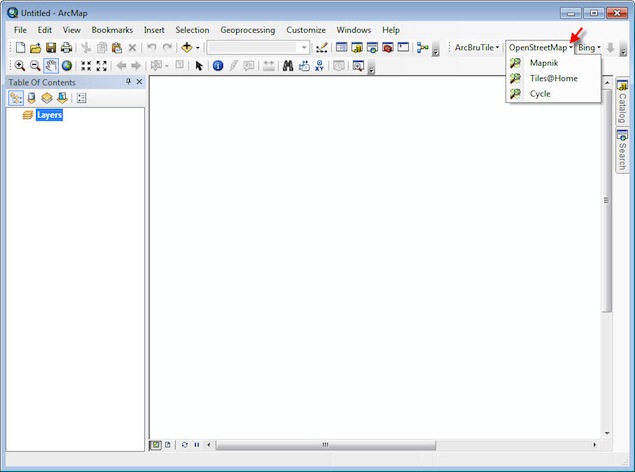 Untitled - ArcMap
File Edit View Bookmarks Insert Selection Geoprocessing Customize Windows Help
ArcBruTile OpenStreetMap Bing
Mapnik
Tiles@Home
Cycle
Table Of Contents
Layers
Catalog
Search